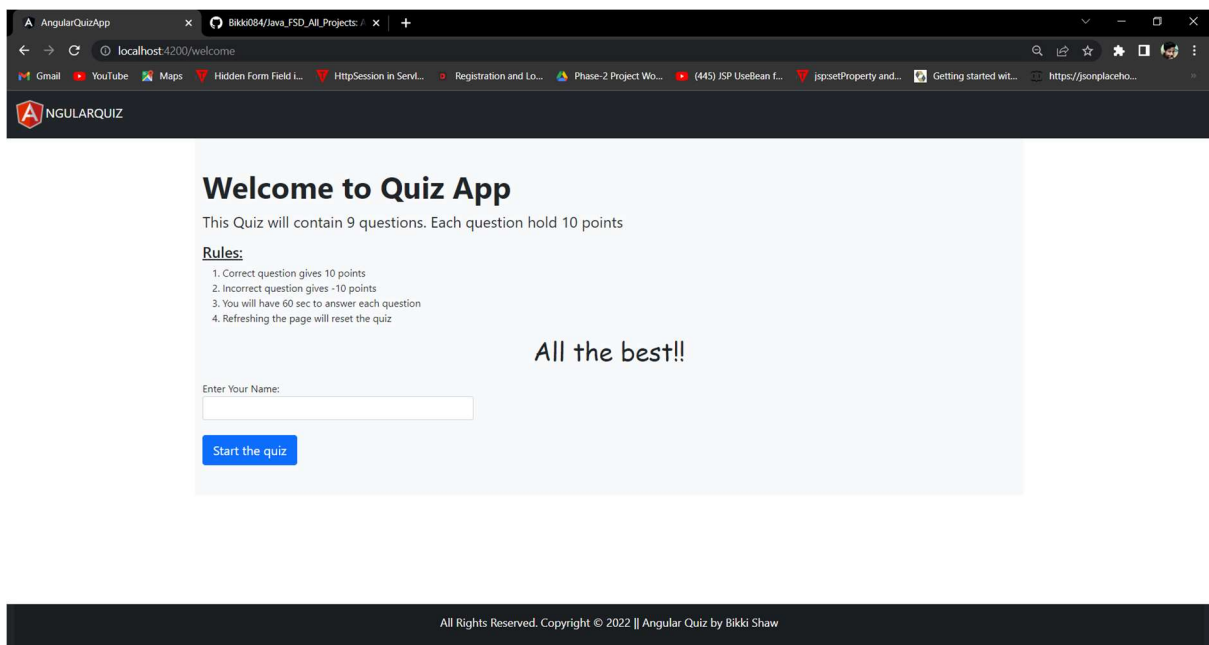 AngularQuizApp
Bikki084/Java_FSD_All_Projects: A
localhost:4200/welcome
Gmail YouTube Maps Hidden Form Field i... HttpSession in Servl... Registration and Lo... Phase-2 Project Wo... (445) JSP UseBean f... jsp:setProperty and... Getting started wit... https://jsonplaceho...
NGULARQUIZ
Welcome to Quiz App
This Quiz will contain 9 questions. Each question hold 10 points
Rules:
1. Correct question gives 10 points
2. Incorrect question gives -10 points
3. You will have 60 sec to answer each question
4. Refreshing the page will reset the quiz
All the best!!
Enter Your Name:
Start the quiz
All Rights Reserved. Copyright © 2022 || Angular Quiz by Bikki Shaw